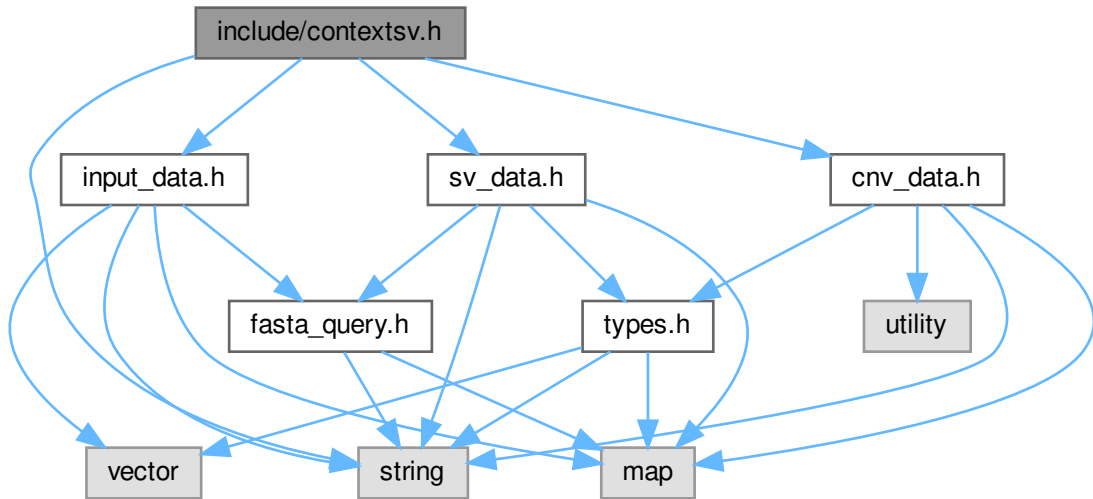 include/contextsv.h
input_data.h
sv_data.h
cnv_data.h
fasta_query.h
types.h
utility
vector
string
map